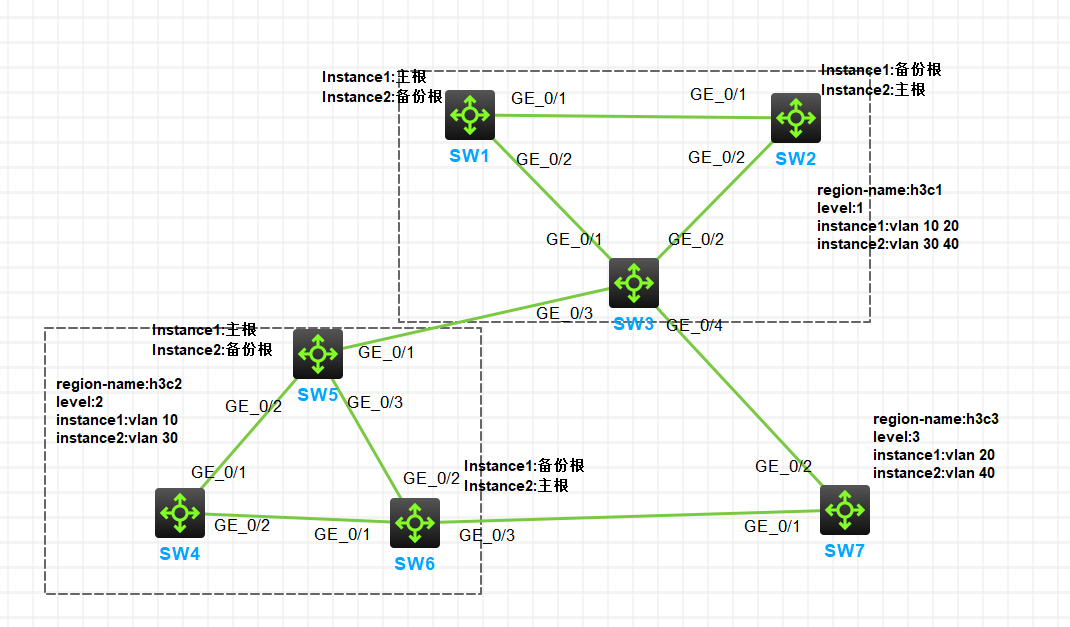 Instance1:主根
Instance2:备份根
Instance1:备份根
Instance2:主根
GE_0/1
GE_0/1
SW1
SW2
GE_0/2
GE_0/2
region-name:h3c1
level:1
instance1:vlan 10 20
instance2:vlan 30 40
GE_0/1
GE_0/2
GE_0/3
SW3
GE_0/4
Instance1:主根
Instance2:备份根
GE_0/1
region-name:h3c2
level:2
instance1:vlan 10
instance2:vlan 30
SW5
GE_0/2
GE_0/3
region-name:h3c3
level:3
instance1:vlan 20
instance2:vlan 40
GE_0/1
GE_0/2
Instance1:备份根
Instance2:主根
GE_0/2
GE_0/2
GE_0/1
GE_0/3
GE_0/1
SW4
SW6
SW7